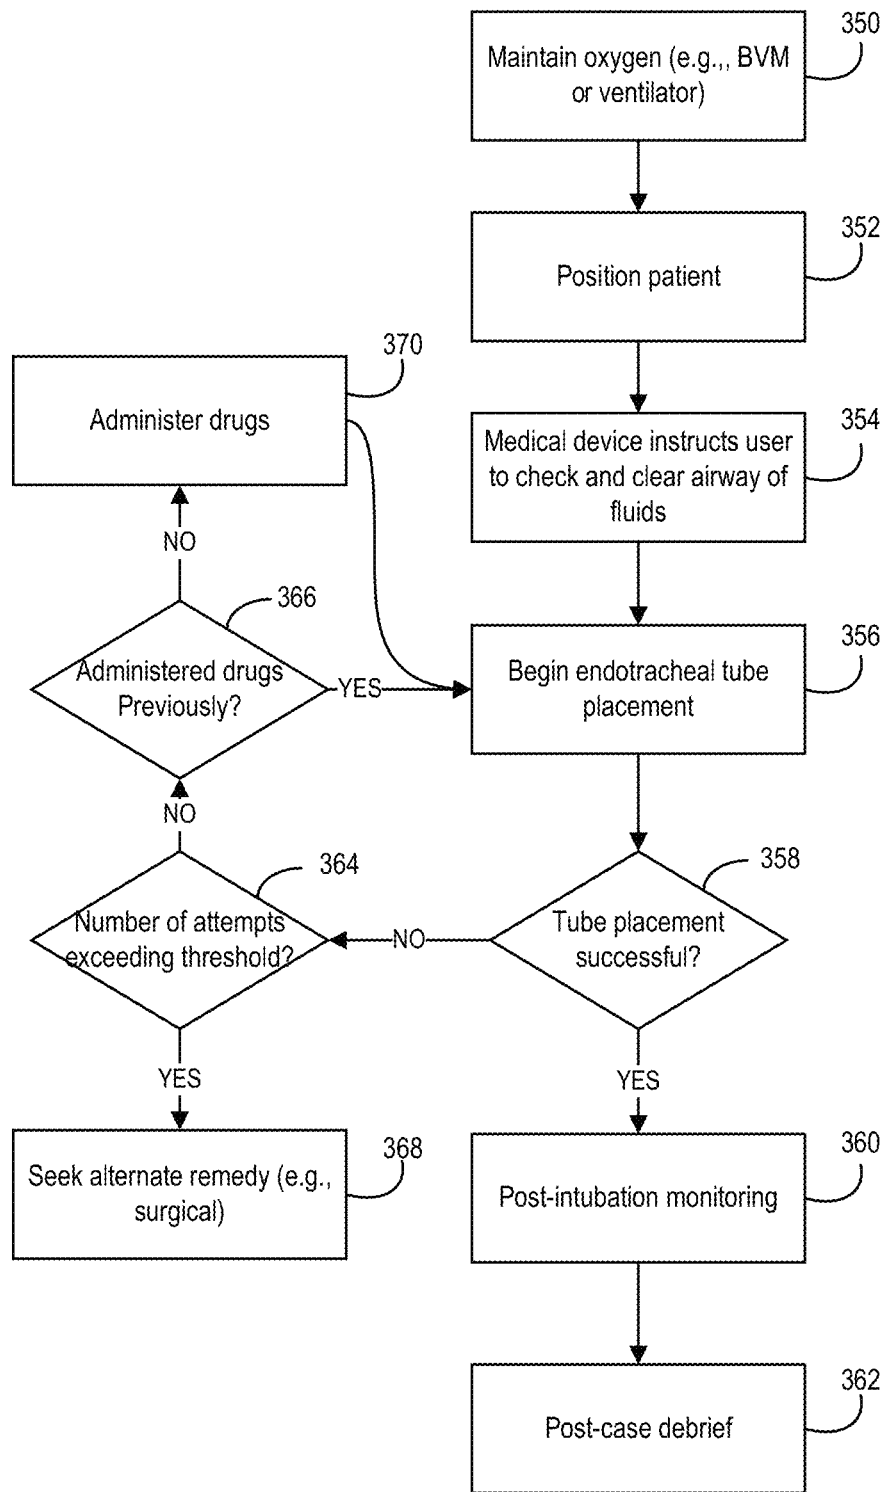 350
Maintain oxygen (e.g.,, BVM
or ventilator)
352
Position patient
370
Administer drugs
354
Medical device instructs user
to check and clear airway of
fluids
NO
366
Administered drugs
Previously?
YES
356
Begin endotracheal tube
placement
NO
364
Number of attempts
exceeding threshold?
NO
358
Tube placement
successful?
YES
YES
368
Seek alternate remedy (e.g.,
surgical)
360
Post-intubation monitoring
362
Post-case debrief